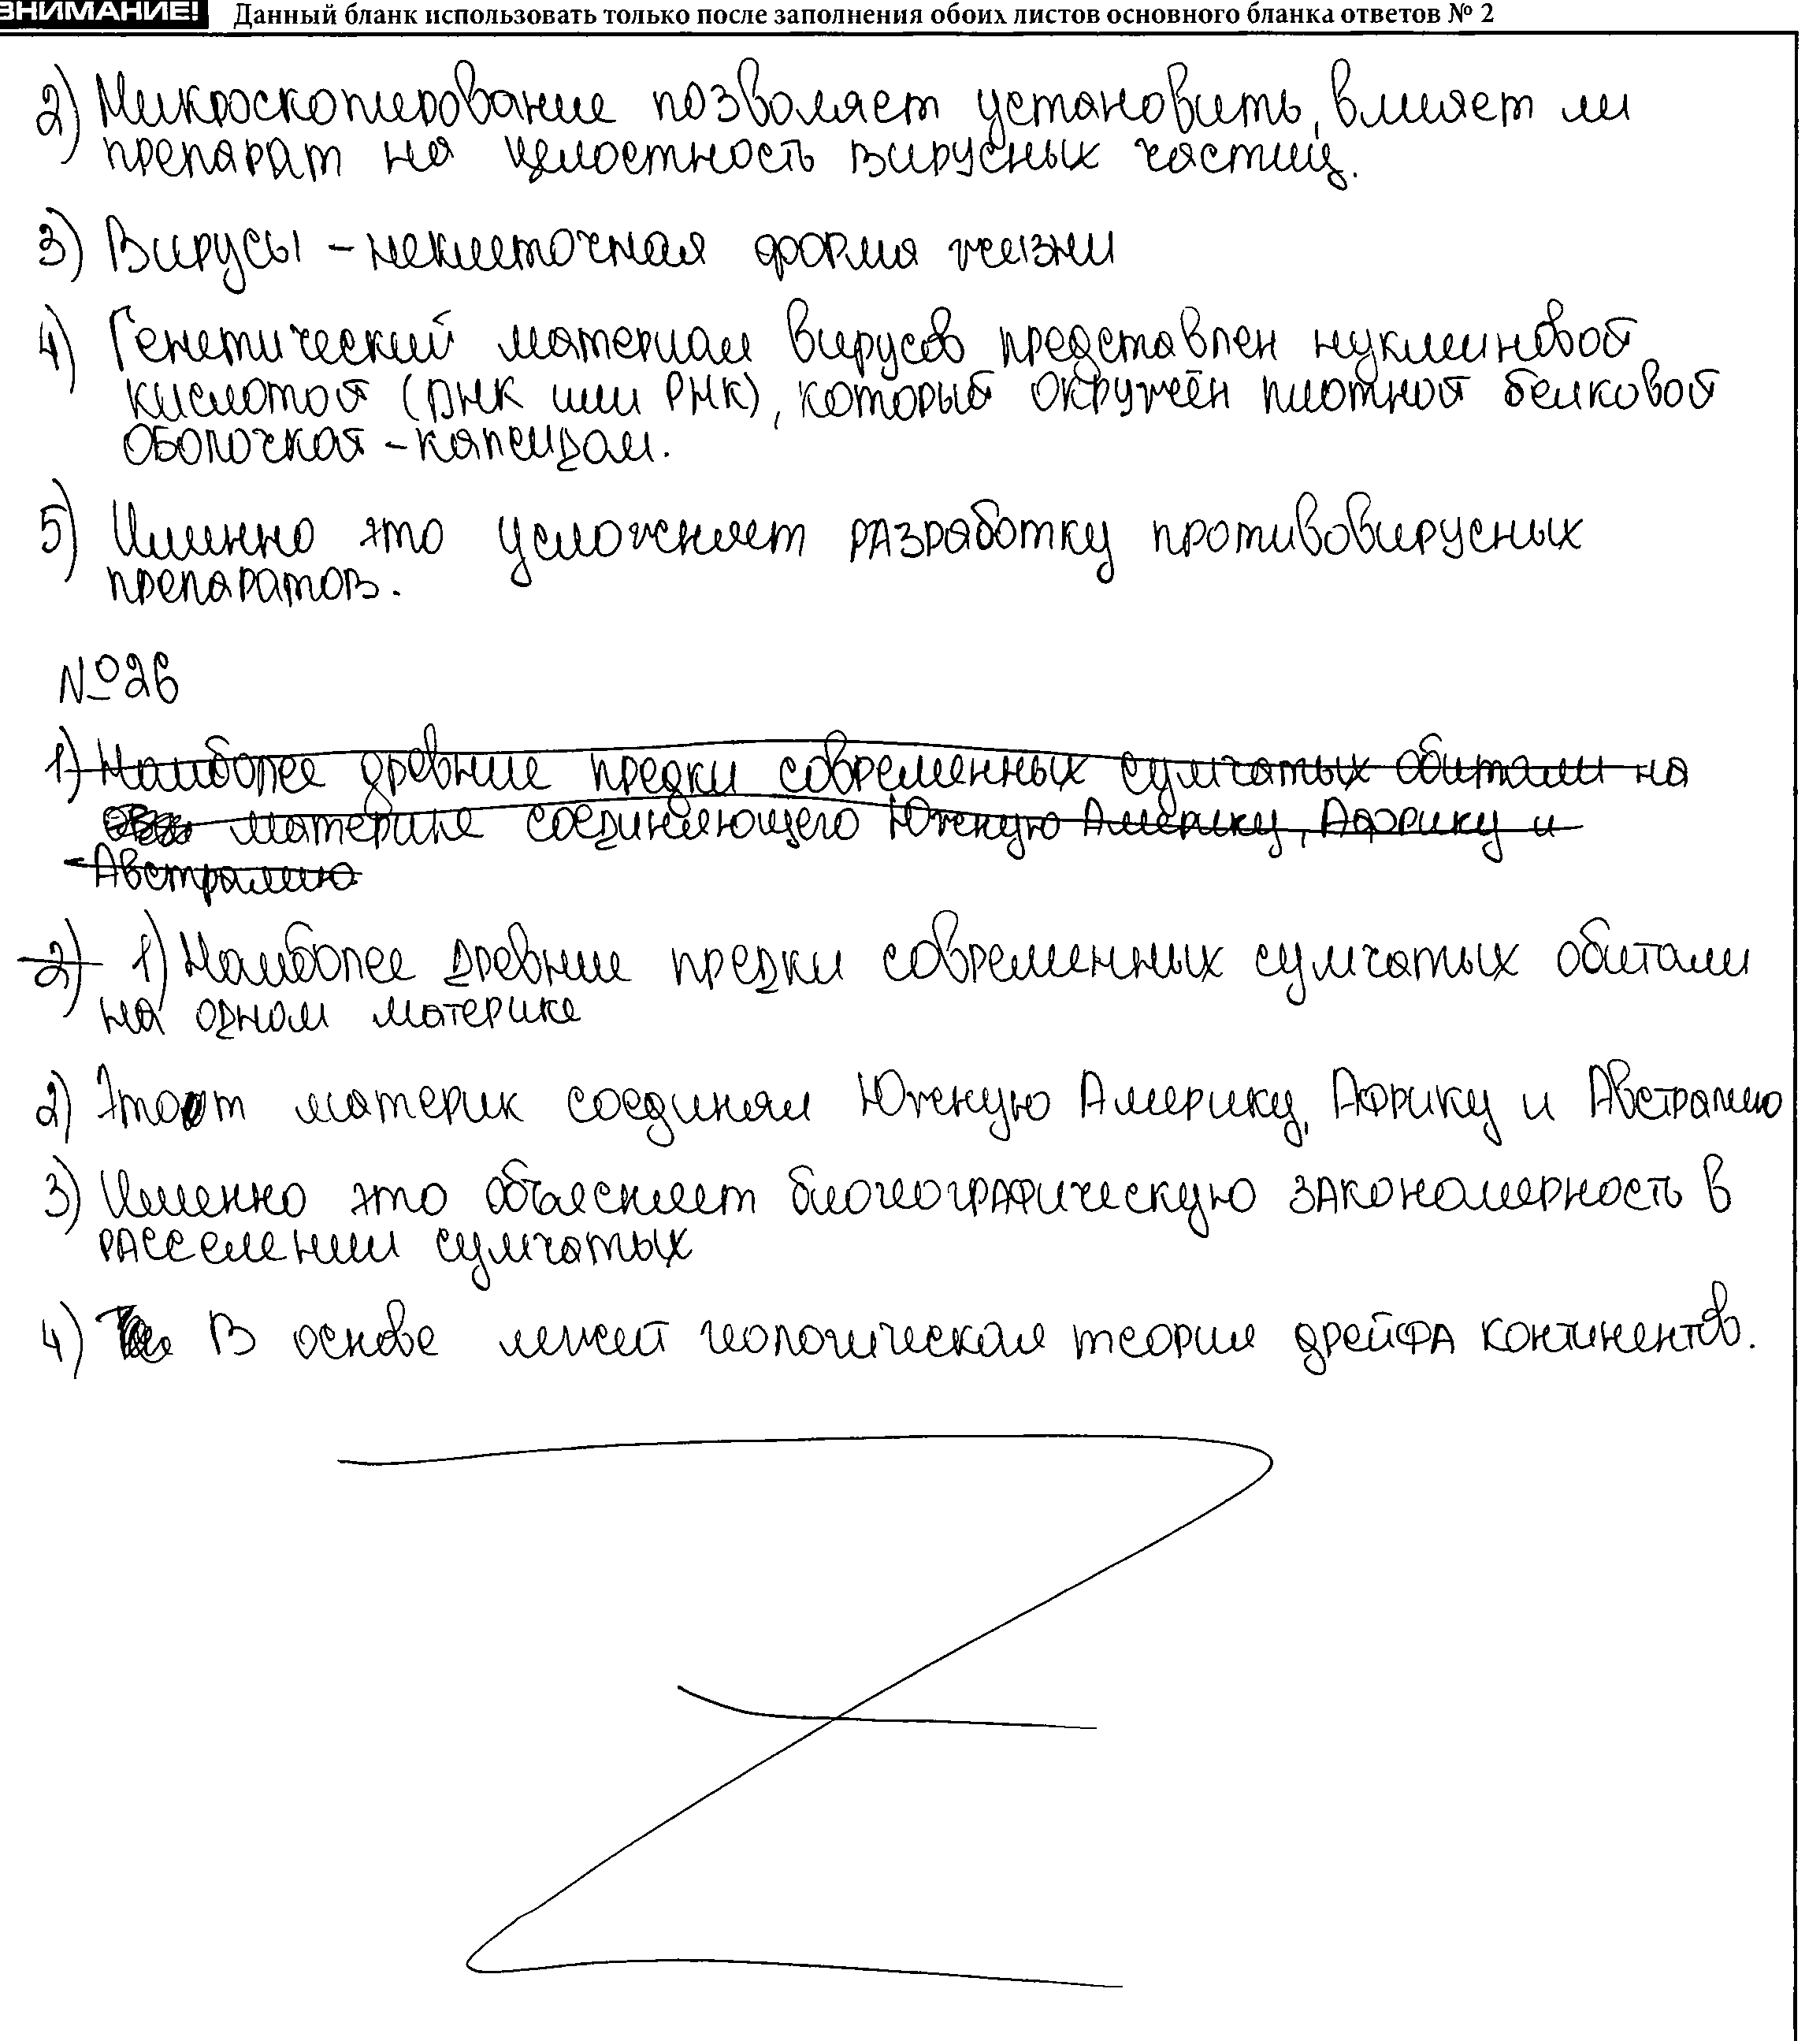 ВНИМАНИЕ! Данный бланк использовать только после заполнения обоих листов основного бланка ответов № 2
2) Микроскопирование позволяет установить, влияет ли
препарат на целостность вирусных частиц.
3) Вирусы - неклеточная форма жизни
4) Генетический материал вирусов представлен нуклеиновой
кислотой (ДНК или РНК), который окружён плотной белковой
оболочкой - капсидом.
5) Именно это усложняет разработку противовирусных
препаратов.
№26
1) Наиболее древние предки современных сумчатых обитали на
материке соединяющего Южную Америку, Африку и
Австралию
2) 1) Наиболее древние предки современных сумчатых обитали
на одном материке
2) Этот материк соединял Южную Америку, Африку и Австралию
3) Именно это объясняет биогеографическую закономерность в
расселении сумчатых
4) В основе лежит геологическая теория дрейфа континентов.